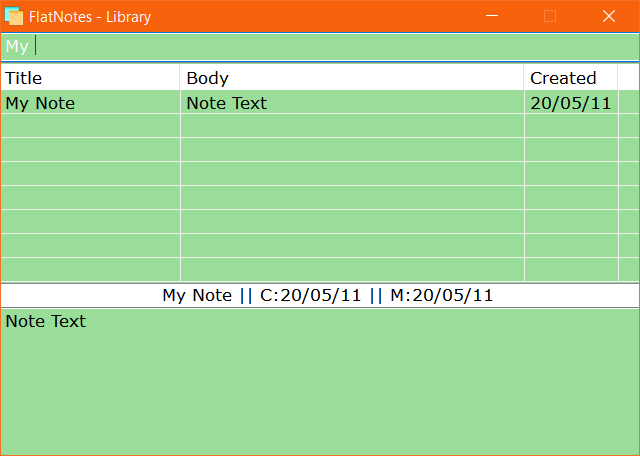 FlatNotes - Library
My
Title Body Created
My Note Note Text 20/05/11
My Note || C:20/05/11 || M:20/05/11
Note Text